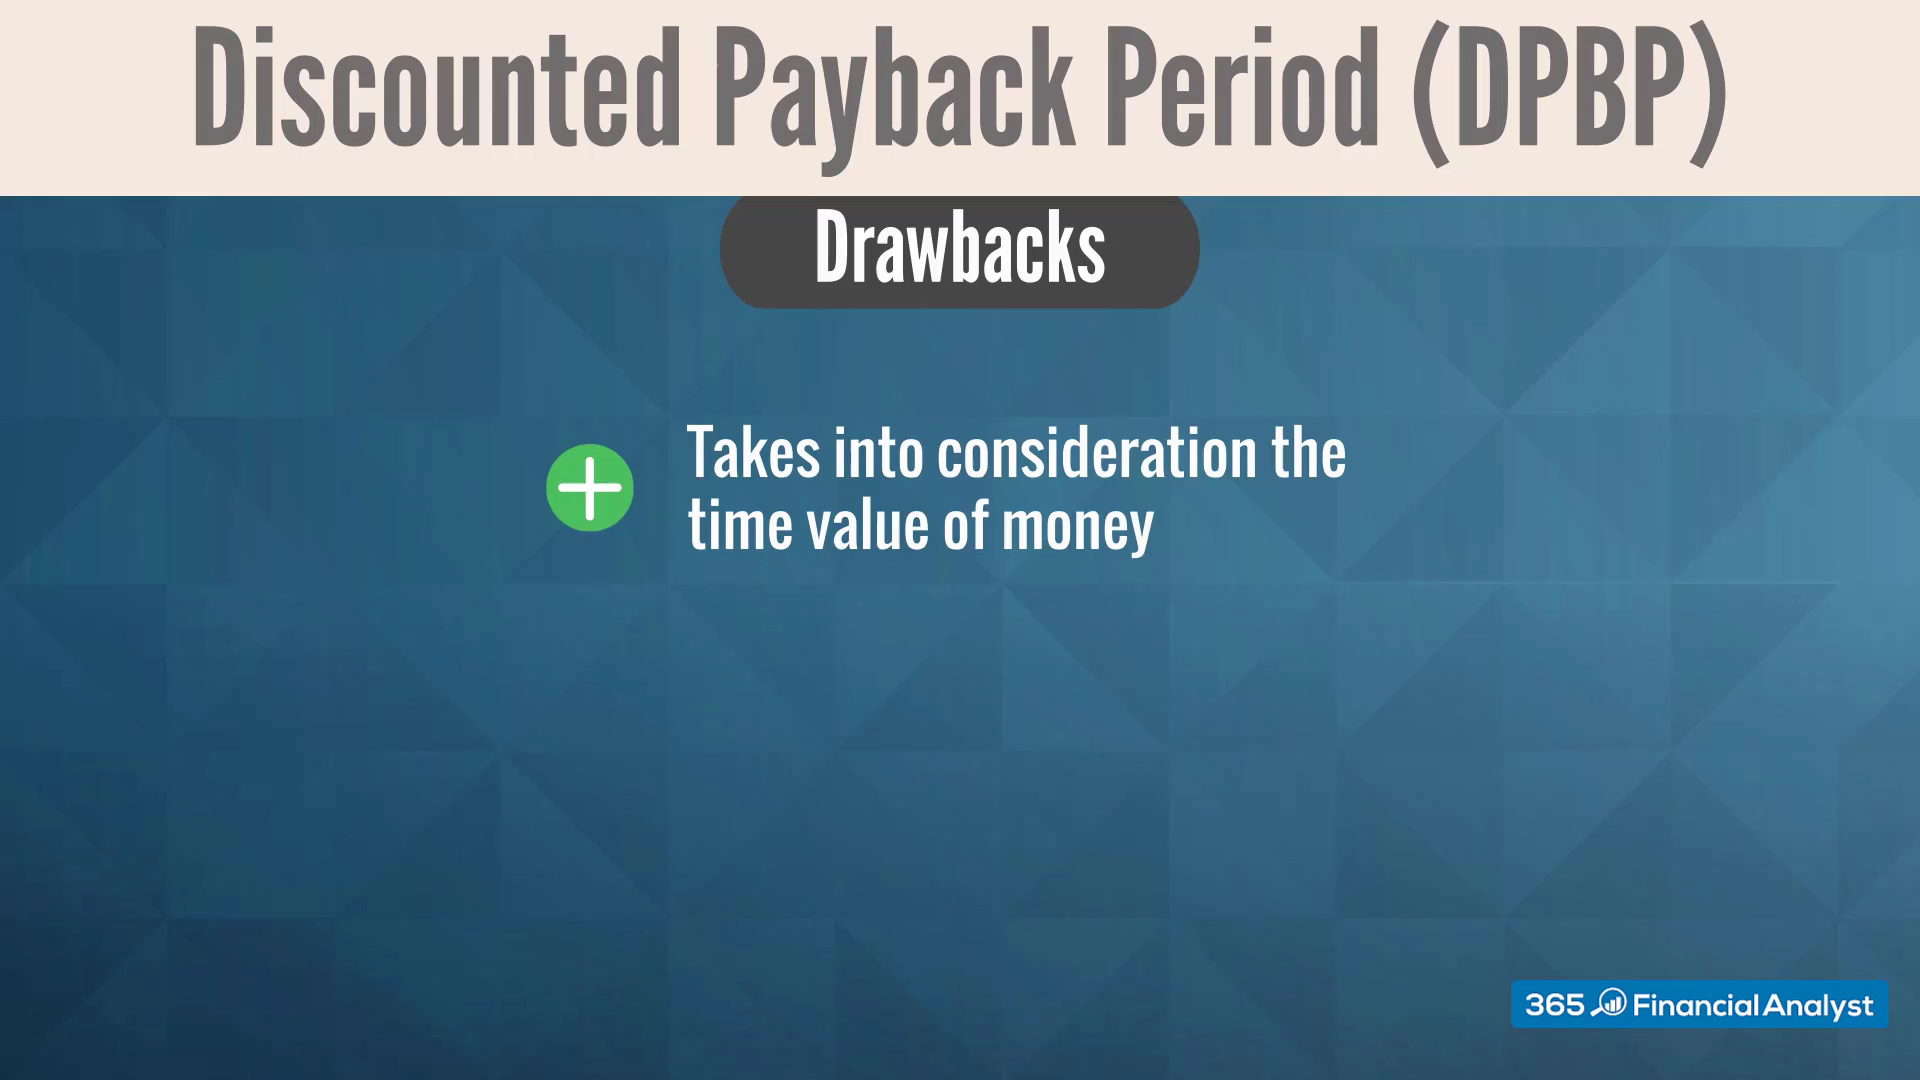 Discounted Payback Period (DPBP)
Drawbacks
Takes into consideration the
time value of money
365 Financial Analyst